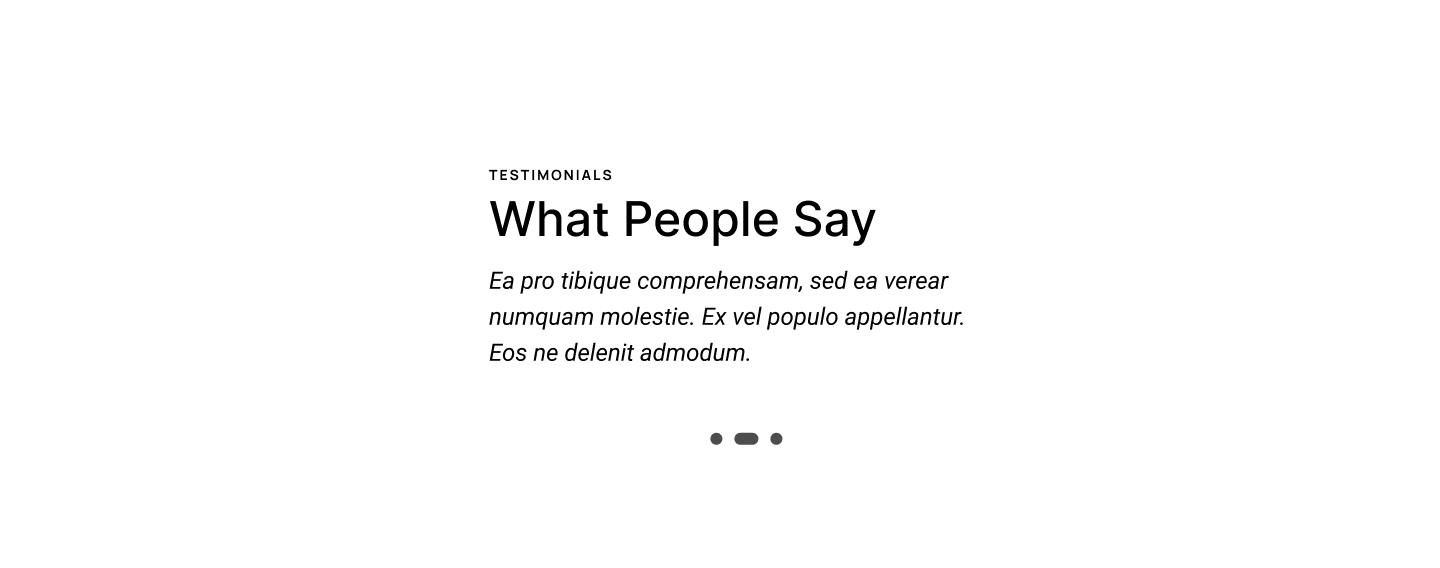 TESTIMONIALS
What People Say
Ea pro tibique comprehensam, sed ea verear
numquam molestie. Ex vel populo appellantur.
Eos ne delenit admodum.